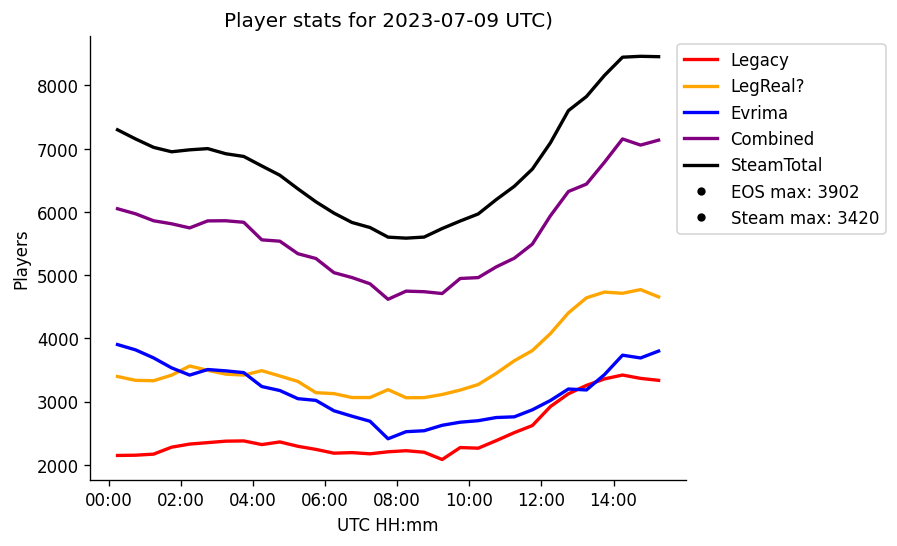 Player stats for 2023-07-09 UTC)
Legacy
LegReal?
Evrima
Combined
SteamTotal
EOS max: 3902
Steam max: 3420
Players
8000
7000
6000
5000
4000
3000
2000
00:00 02:00 04:00 06:00 08:00 10:00 12:00 14:00
UTC HH:mm